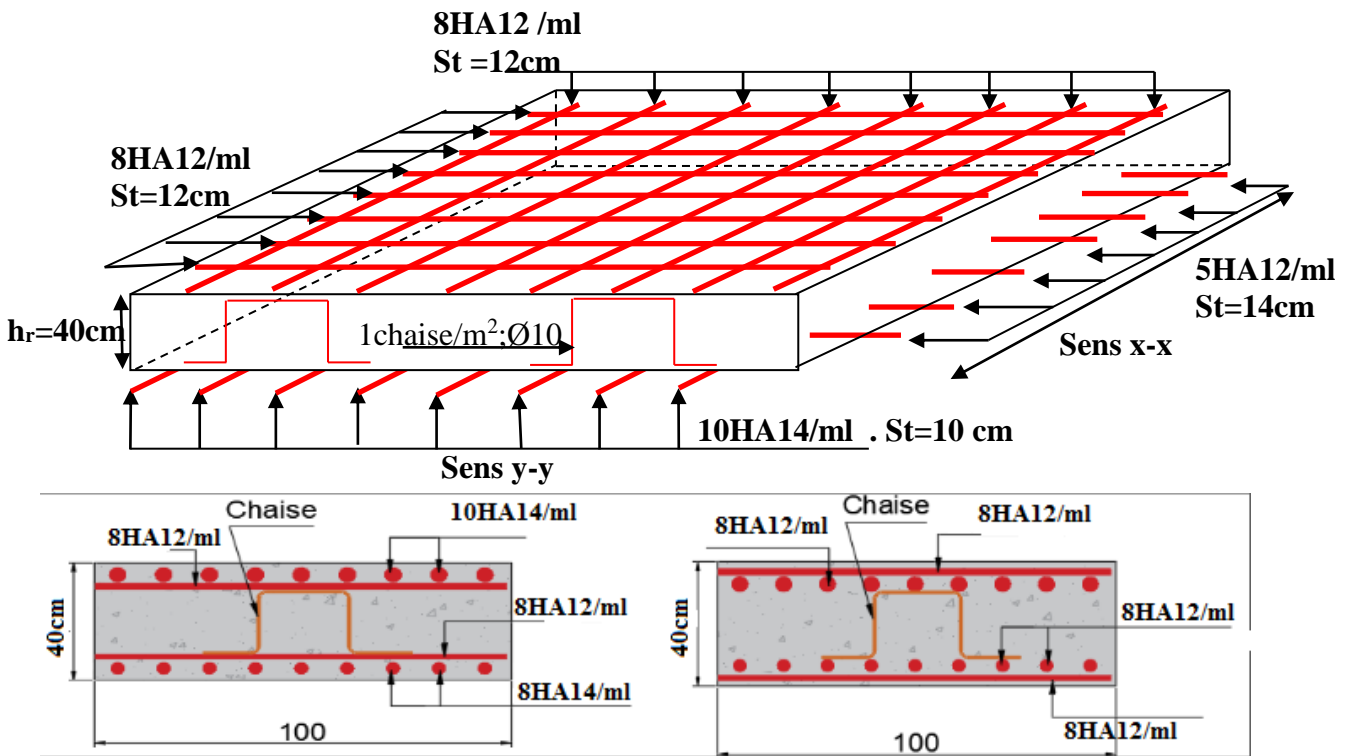 8HA12 /ml
St =12cm
8HA12/ml
St=12cm
5HA12/ml
St=14cm
Sens x-x
hr=40cm
1chaise/m²;Ø10
10HA14/ml . St=10 cm
Sens y-y
Chaise
10HA14/ml
8HA12/ml
40cm
8HA12/ml
8HA14/ml
100
Chaise
8HA12/ml
8HA12/ml
40cm
8HA12/ml
8HA12/ml
100